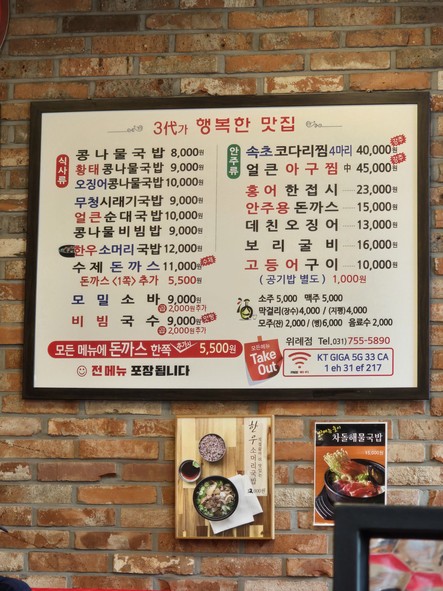 3代가 행복한 맛집
식사류
콩나물국밥 8,000원
황태콩나물국밥 9,000원
오징어콩나물국밥 10,000원
무청시래기국밥 9,000원
얼큰순대국밥 10,000원
콩나물비빔밥 9,000원
한우소머리국밥 12,000원
수제 돈까스 11,000원
돈까스 (1쪽) 추가 5,500원
모밀소바 9,000원
곱 2,000원추가
비빔국수 9,000원
곱 2,000원추가
모든 메뉴에 돈까스 한쪽 추가시 5,500원
전메뉴 포장됩니다
안주류
속초코다리찜 4마리 40,000원
얼큰아구찜 中 45,000원
홍어한접시 23,000원
안주용 돈까스 15,000원
데친오징어 13,000원
보리굴비 16,000원
고등어구이 10,000원
(공기밥 별도) 1,000원
소주 5,000 맥주 5,000
막걸리(장수)4,000 / (지평)4,000
모주(잔) 2,000 / (병) 6,000 음료수 2,000
모든메뉴
Take Out
위례점 Tel.031) 755-5890
KT GIGA 5G 33 CA
1 eh 31 ef 217
한우소머리국밥
차돌해물국밥